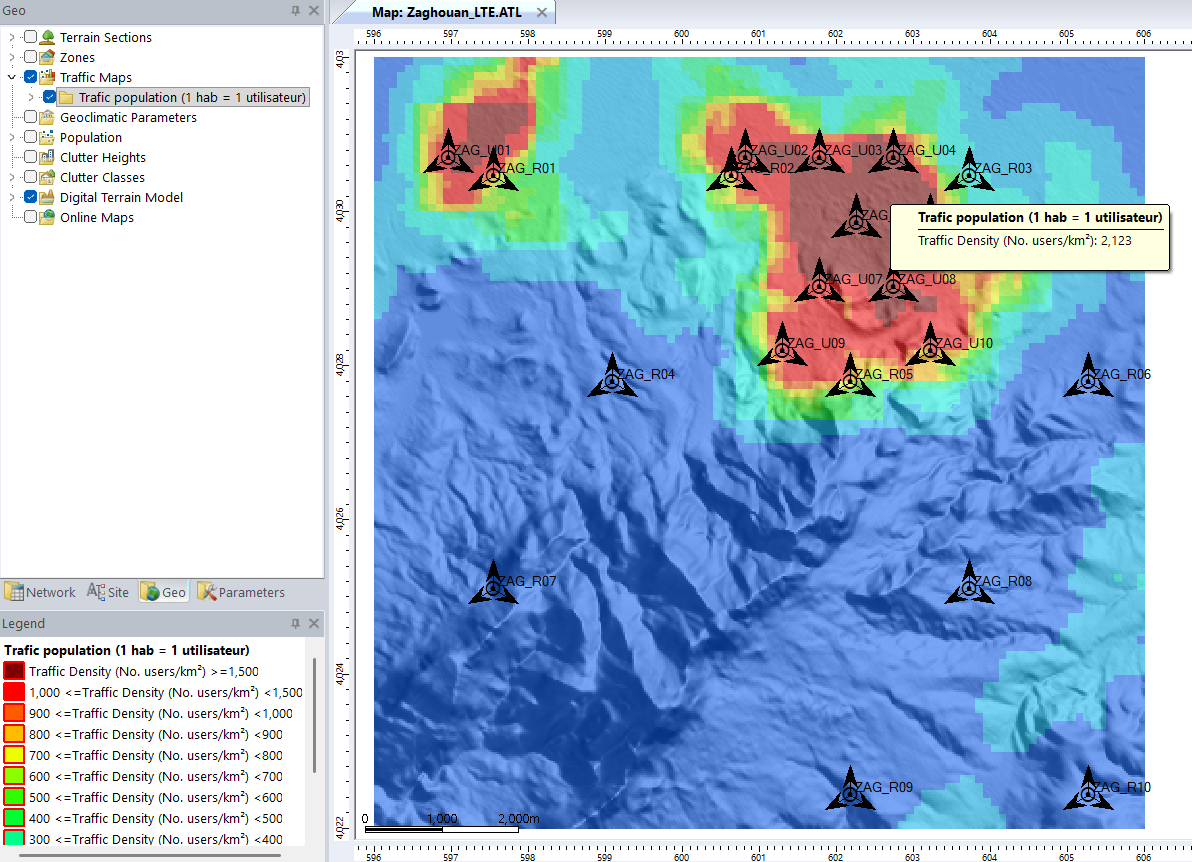 Geo
Terrain Sections
Zones
Traffic Maps
Trafic population (1 hab = 1 utilisateur)
Geoclimatic Parameters
Population
Clutter Heights
Clutter Classes
Digital Terrain Model
Online Maps
Network Site Geo Parameters
Legend
Trafic population (1 hab = 1 utilisateur)
Traffic Density (No. users/km²) >=1,500
1,000 <=Traffic Density (No. users/km²) <1,500
900 <=Traffic Density (No. users/km²) <1,000
800 <=Traffic Density (No. users/km²) <900
700 <=Traffic Density (No. users/km²) <800
600 <=Traffic Density (No. users/km²) <700
500 <=Traffic Density (No. users/km²) <600
400 <=Traffic Density (No. users/km²) <500
300 <=Traffic Density (No. users/km²) <400
Map: Zaghouan_LTE.ATL
596 597 598 599 600 601 602 603 604 605 606
4,030
4,028
4,026
4,024
4,022
ZAG_U01
ZAG_R01
ZAG_U02
ZAG_R02
ZAG_U03
ZAG_U04
ZAG_R03
ZAG_
Trafic population (1 hab = 1 utilisateur)
Traffic Density (No. users/km²): 2,123
ZAG_U07
ZAG_U08
ZAG_U09
ZAG_U10
ZAG_R04
ZAG_R05
ZAG_R06
ZAG_R07
ZAG_R08
ZAG_R09
ZAG_R10
0 1,000 2,000m
596 597 598 599 600 601 602 603 604 605 606